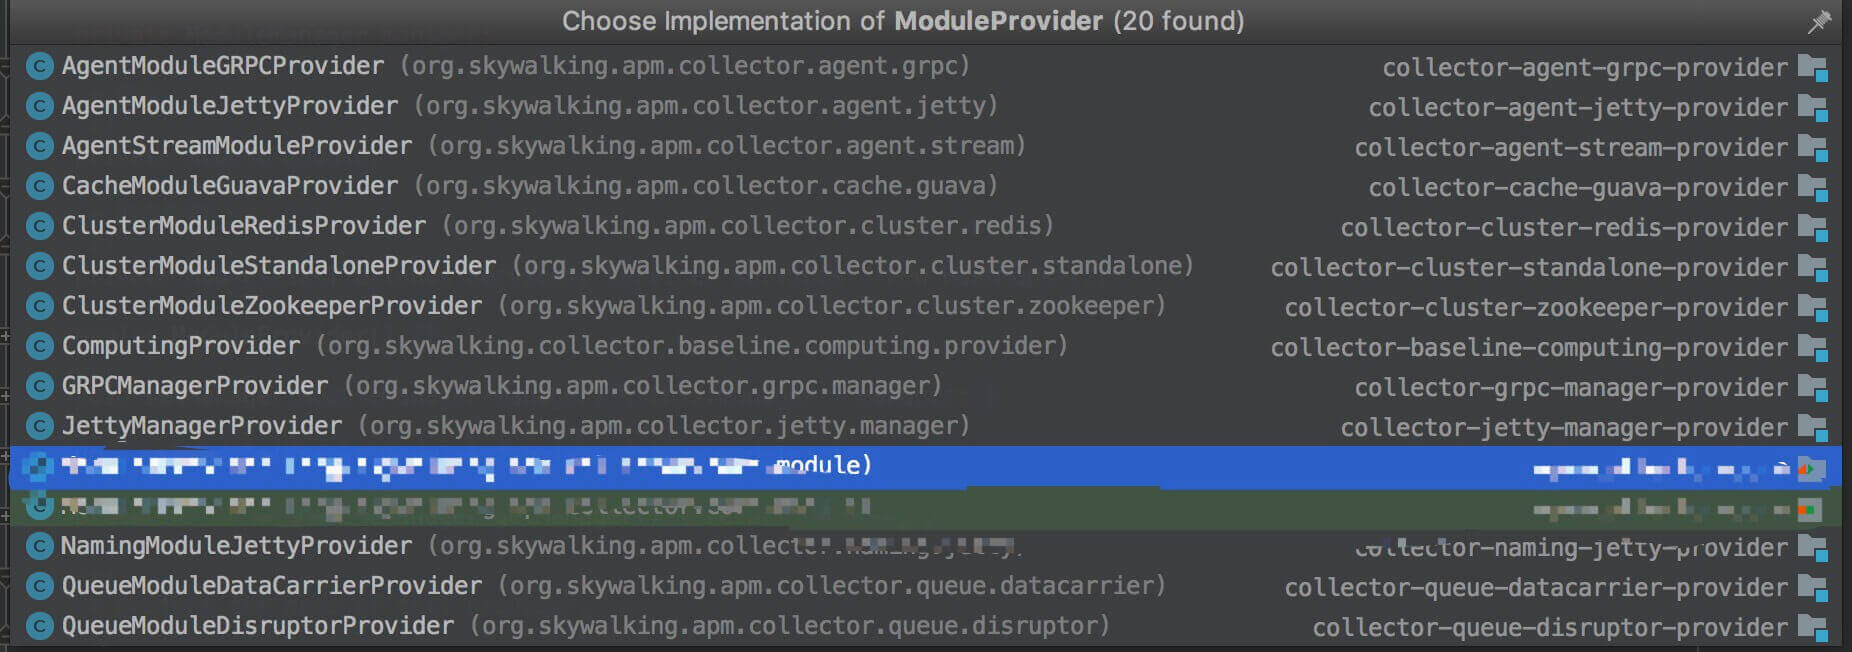 Choose Implementation of ModuleProvider (20 found)
AgentModuleGRPCProvider (org.skywalking.apm.collector.agent.grpc) collector-agent-grpc-provider
AgentModuleJettyProvider (org.skywalking.apm.collector.agent.jetty) collector-agent-jetty-provider
AgentStreamModuleProvider (org.skywalking.apm.collector.agent.stream) collector-agent-stream-provider
CacheModuleGuavaProvider (org.skywalking.apm.collector.cache.guava) collector-cache-guava-provider
ClusterModuleRedisProvider (org.skywalking.apm.collector.cluster.redis) collector-cluster-redis-provider
ClusterModuleStandaloneProvider (org.skywalking.apm.collector.cluster.standalone) collector-cluster-standalone-provider
ClusterModuleZookeeperProvider (org.skywalking.apm.collector.cluster.zookeeper) collector-cluster-zookeeper-provider
ComputingProvider (org.skywalking.collector.baseline.computing.provider) collector-baseline-computing-provider
GRPCManagerProvider (org.skywalking.apm.collector.grpc.manager) collector-grpc-manager-provider
JettyManagerProvider (org.skywalking.apm.collector.jetty.manager) collector-jetty-manager-provider
module)
NamingModuleJettyProvider (org.skywalking.apm.collector.naming.jetty) collector-naming-jetty-provider
QueueModuleDataCarrierProvider (org.skywalking.apm.collector.queue.datacarrier) collector-queue-datacarrier-provider
QueueModuleDisruptorProvider (org.skywalking.apm.collector.queue.disruptor) collector-queue-disruptor-provider